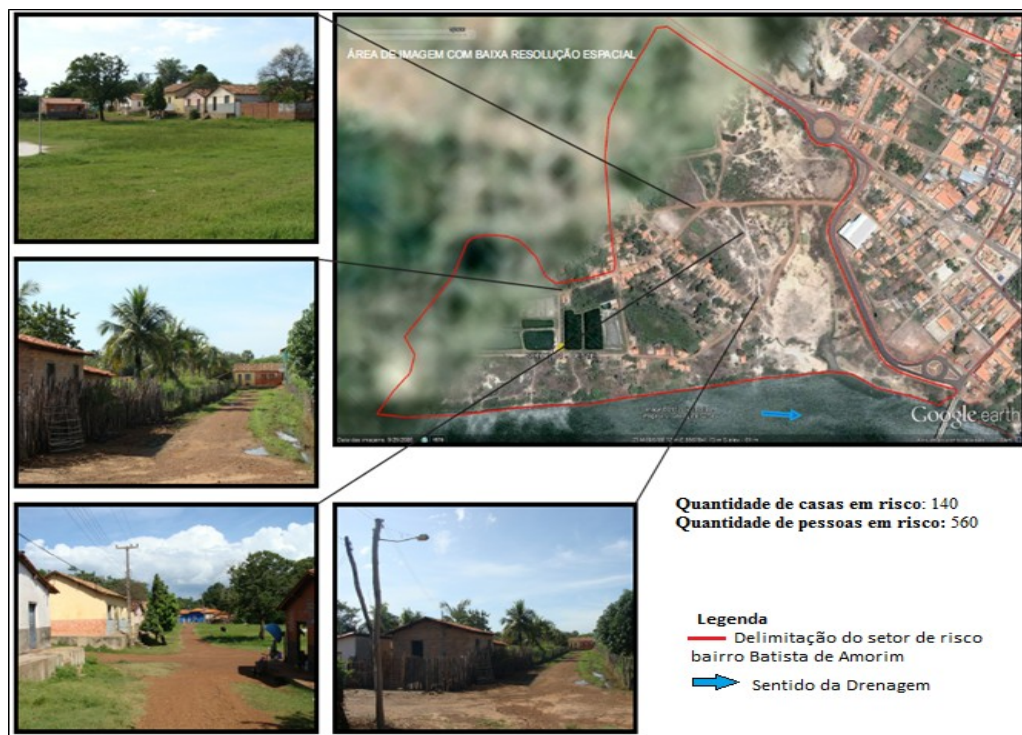 ÁREA DE IMAGEM COM BAIXA RESOLUÇÃO ESPACIAL
Google earth
Quantidade de casas em risco: 140
Quantidade de pessoas em risco: 560
Legenda
Delimitação do setor de risco
bairro Batista de Amorim
Sentido da Drenagem